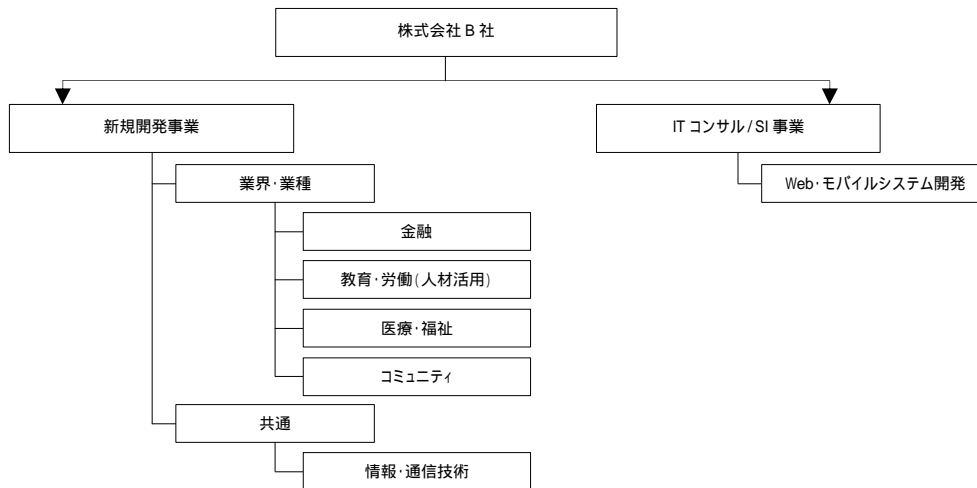 株式会社B社
新規開発事業
ITコンサル/SI事業
業界・業種
Web・モバイルシステム開発
金融
教育・労働(人材活用)
医療・福祉
コミュニティ
共通
情報・通信技術